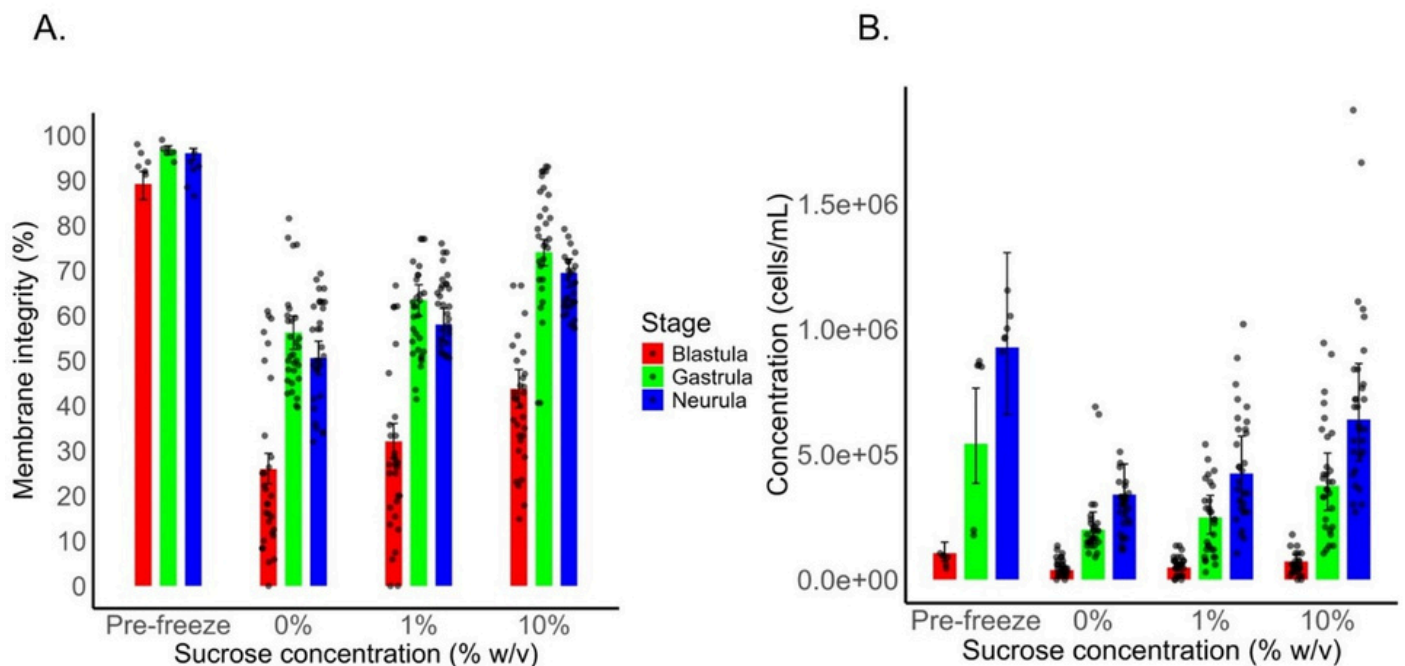 A.
Membrane integrity (%)
100
90
80
70
60
50
40
30
20
10
0
Pre-freeze 0% 1% 10%
Sucrose concentration (% w/v)
Stage
Blastula
Gastrula
Neurula
B.
Concentration (cells/mL)
1.5e+06
1.0e+06
5.0e+05
0.0e+00
Pre-freeze 0% 1% 10%
Sucrose concentration (% w/v)